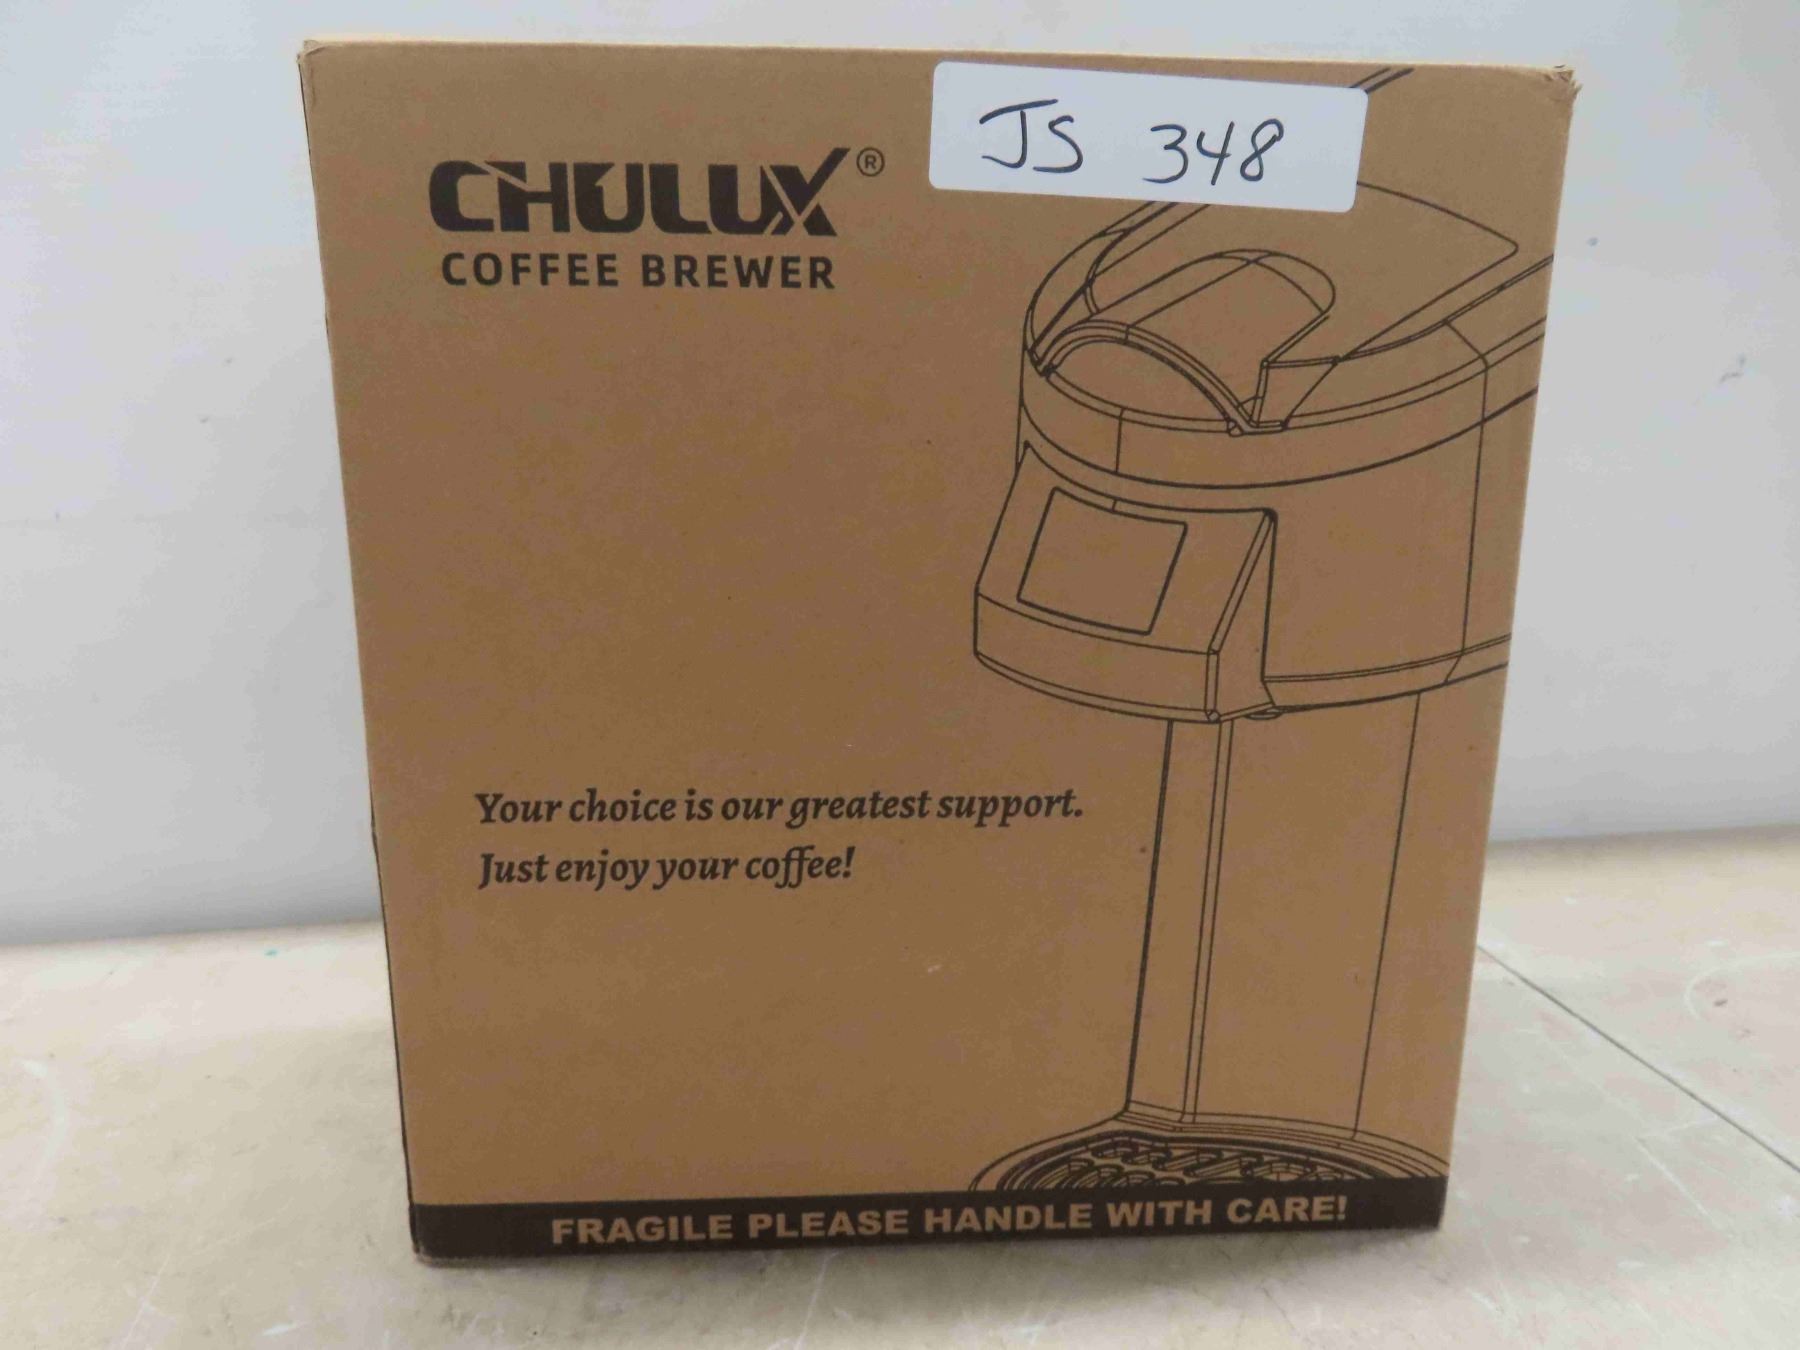 JS 348
CHULUX®
COFFEE BREWER
Your choice is our greatest support.
Just enjoy your coffee!
FRAGILE PLEASE HANDLE WITH CARE!